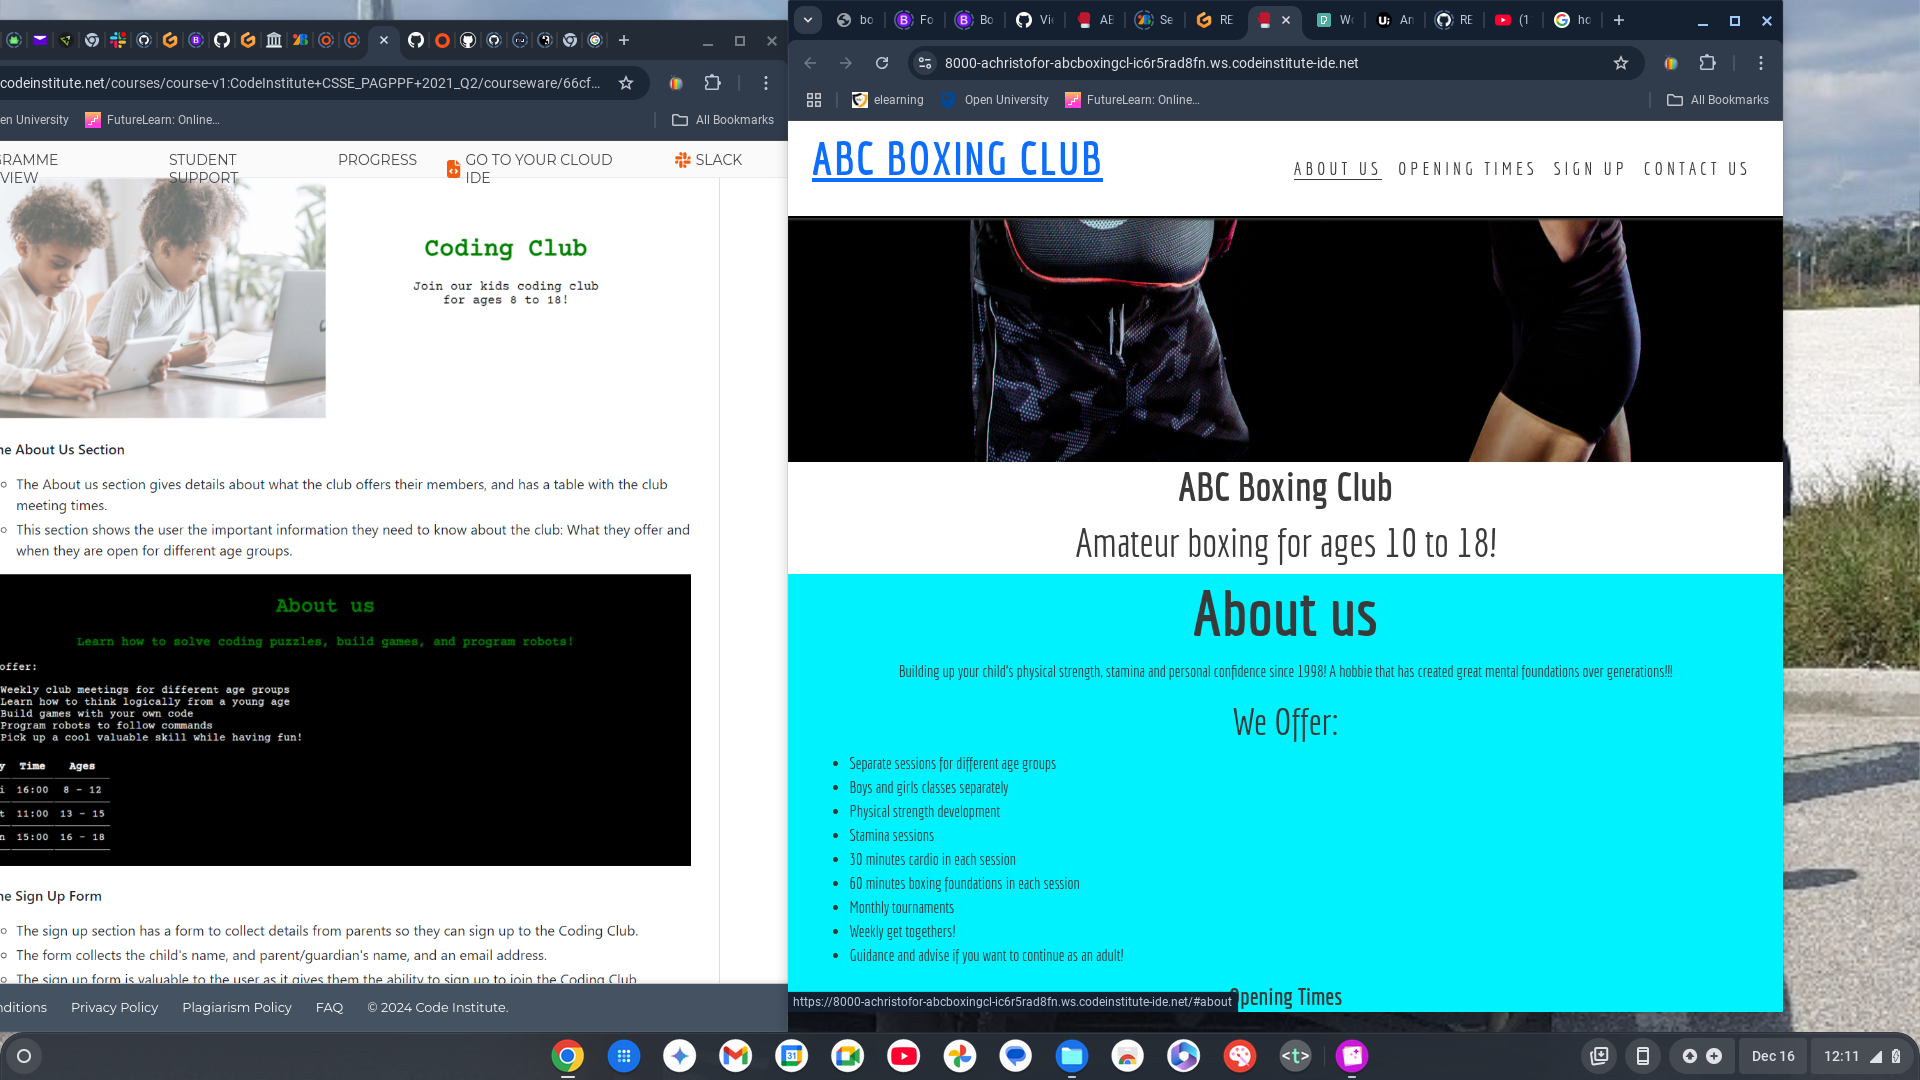 codeinstitute.net/courses/course-v1:CodeInstitute+CSSE_PAGPPF+2021_Q2/courseware/66cf...
en University
FutureLearn: Online...
All Bookmarks
GRAMME
VIEW
STUDENT
SUPPORT
PROGRESS
GO TO YOUR CLOUD
IDE
SLACK
Coding Club
Join our kids coding club
for ages 8 to 18!
ne About Us Section
The About us section gives details about what the club offers their members, and has a table with the club
meeting times.
This section shows the user the important information they need to know about the club: What they offer and
when they are open for different age groups.
About us
Learn how to solve coding puzzles, build games, and program robots!
offer:
Weekly club meetings for different age groups
Learn how to think logically from a young age
Build games with your own code
Program robots to follow commands
Pick up a cool valuable skill while having fun!
y Time Ages
i 16:00 8 - 12
t 11:00 13 - 15
n 15:00 16 - 18
ne Sign Up Form
The sign up section has a form to collect details from parents so they can sign up to the Coding Club.
The form collects the child's name, and parent/guardian's name, and an email address.
The sign up form is valuable to the user as it gives them the ability to sign up to join the Coding Club
nditions
Privacy Policy
Plagiarism Policy
FAQ
© 2024 Code Institute.
bo
Fo
Bo
Vi
AB
Se
RE
W
An
RE
(1
ho
8000-achristofor-abcboxingcl-ic6r5rad8fn.ws.codeinstitute-ide.net
elearning
Open University
FutureLearn: Online...
All Bookmarks
ABC BOXING CLUB
ABOUT US
OPENING TIMES
SIGN UP
CONTACT US
ABC Boxing Club
Amateur boxing for ages 10 to 18!
About us
Building up your child's physical strength, stamina and personal confidence since 1998! A hobbie that has created great mental foundations over generations!!!
We Offer:
Separate sessions for different age groups
Boys and girls classes separately
Physical strength development
Stamina sessions
30 minutes cardio in each session
60 minutes boxing foundations in each session
Monthly tournaments
Weekly get togethers!
Guidance and advise if you want to continue as an adult!
Opening Times
https://8000-achristofor-abcboxingcl-ic6r5rad8fn.ws.codeinstitute-ide.net/#about
31
<t>
Dec 16
12:11